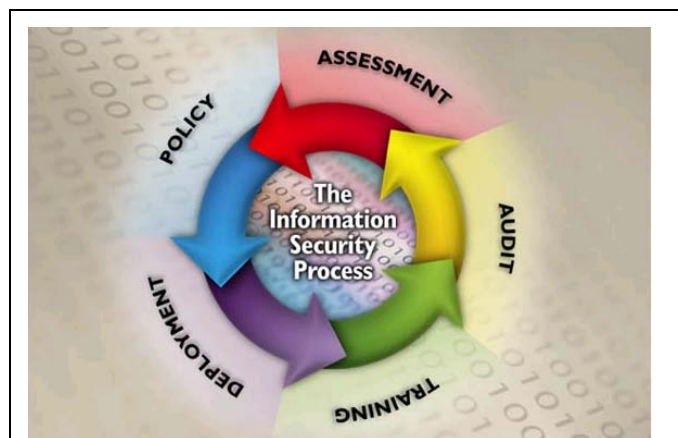 ASSESSMENT
POLICY
The
Information
Security
Process
AUDIT
DEPLOYMENT
TRAINING